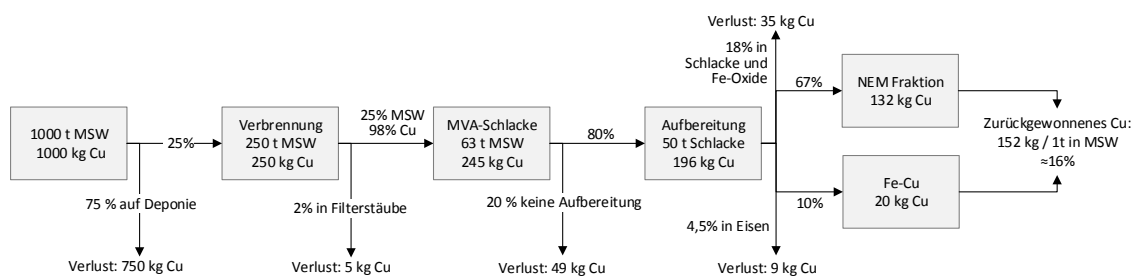 Verlust: 35 kg Cu
18% in
Schlacke und
Fe-Oxide
67%
NEM Fraktion
132 kg Cu
1000 t MSW
1000 kg Cu
25%
Verbrennung
250 t MSW
250 kg Cu
25% MSW
98% Cu
MVA-Schlacke
63 t MSW
245 kg Cu
80%
Aufbereitung
50 t Schlacke
196 kg Cu
Zurückgewonnenes Cu:
152 kg / 1t in MSW
≈16%
75 % auf Deponie
2% in Filterstäube
20 % keine Aufbereitung
4,5% in Eisen
10%
Fe-Cu
20 kg Cu
Verlust: 750 kg Cu
Verlust: 5 kg Cu
Verlust: 49 kg Cu
Verlust: 9 kg Cu